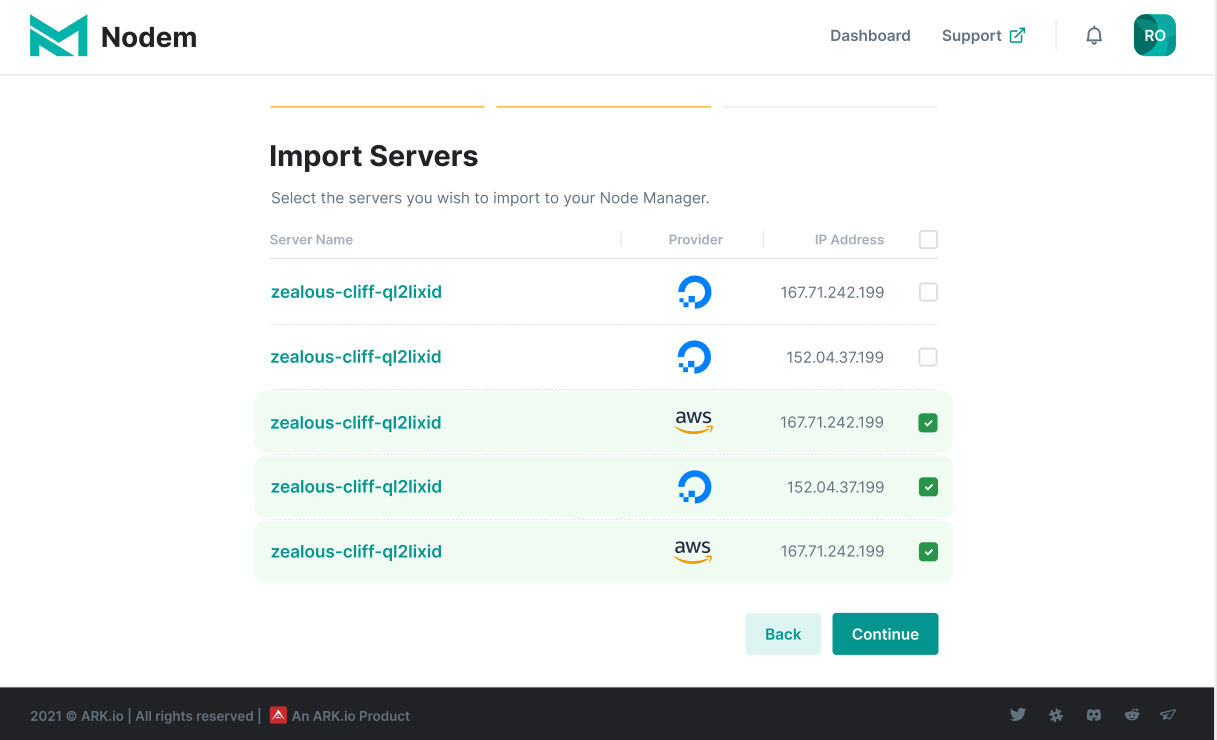 Nodem
Dashboard
Support
RO
Import Servers
Select the servers you wish to import to your Node Manager.
Server Name Provider IP Address
zealous-cliff-ql2lixid 167.71.242.199
zealous-cliff-ql2lixid 152.04.37.199
zealous-cliff-ql2lixid aws 167.71.242.199
zealous-cliff-ql2lixid 152.04.37.199
zealous-cliff-ql2lixid aws 167.71.242.199
Back
Continue
2021 © ARK.io | All rights reserved | An ARK.io Product